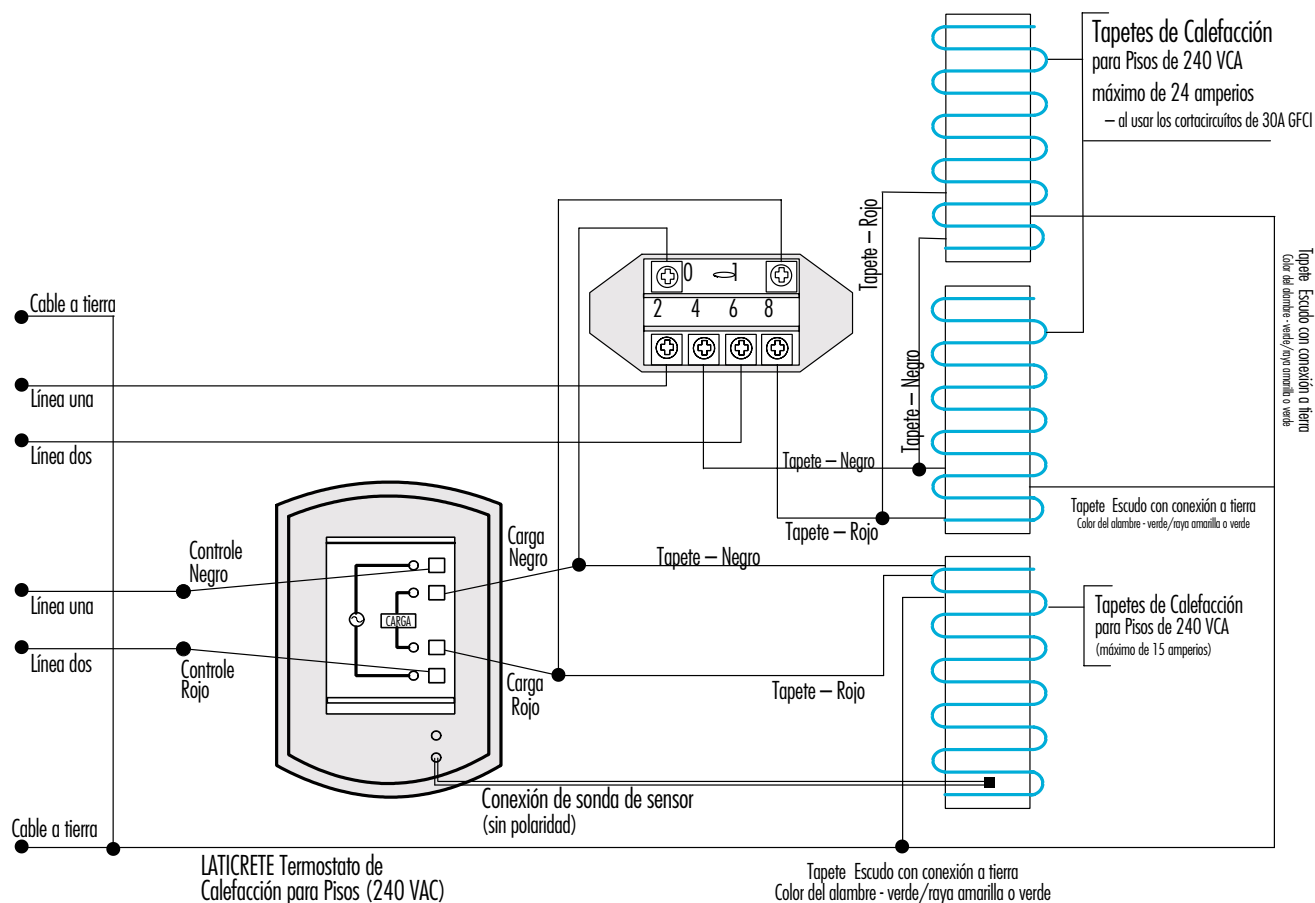 Tapetes de Calefacción
para Pisos de 240 VCA
máximo de 24 amperios
– al usar los cortacircuítos de 30A GFCI
Tapete – Rojo
Tapete – Negro
Tapete Escudo con conexión a tierra
Color del alambre - verde/raya amarilla o verde
0 1
2 4 6 8
Cable a tierra
Línea una
Línea dos
Tapete – Negro
Tapete – Rojo
Tapete Escudo con conexión a tierra
Color del alambre - verde/raya amarilla o verde
Controle
Negro
Carga
Negro
Tapete – Negro
Línea una
CARGA
Tapetes de Calefacción
para Pisos de 240 VCA
(máximo de 15 amperios)
Línea dos
Controle
Rojo
Carga
Rojo
Tapete – Rojo
Conexión de sonda de sensor
(sin polaridad)
Cable a tierra
LATICRETE Termostato de
Calefacción para Pisos (240 VAC)
Tapete Escudo con conexión a tierra
Color del alambre - verde/raya amarilla o verde